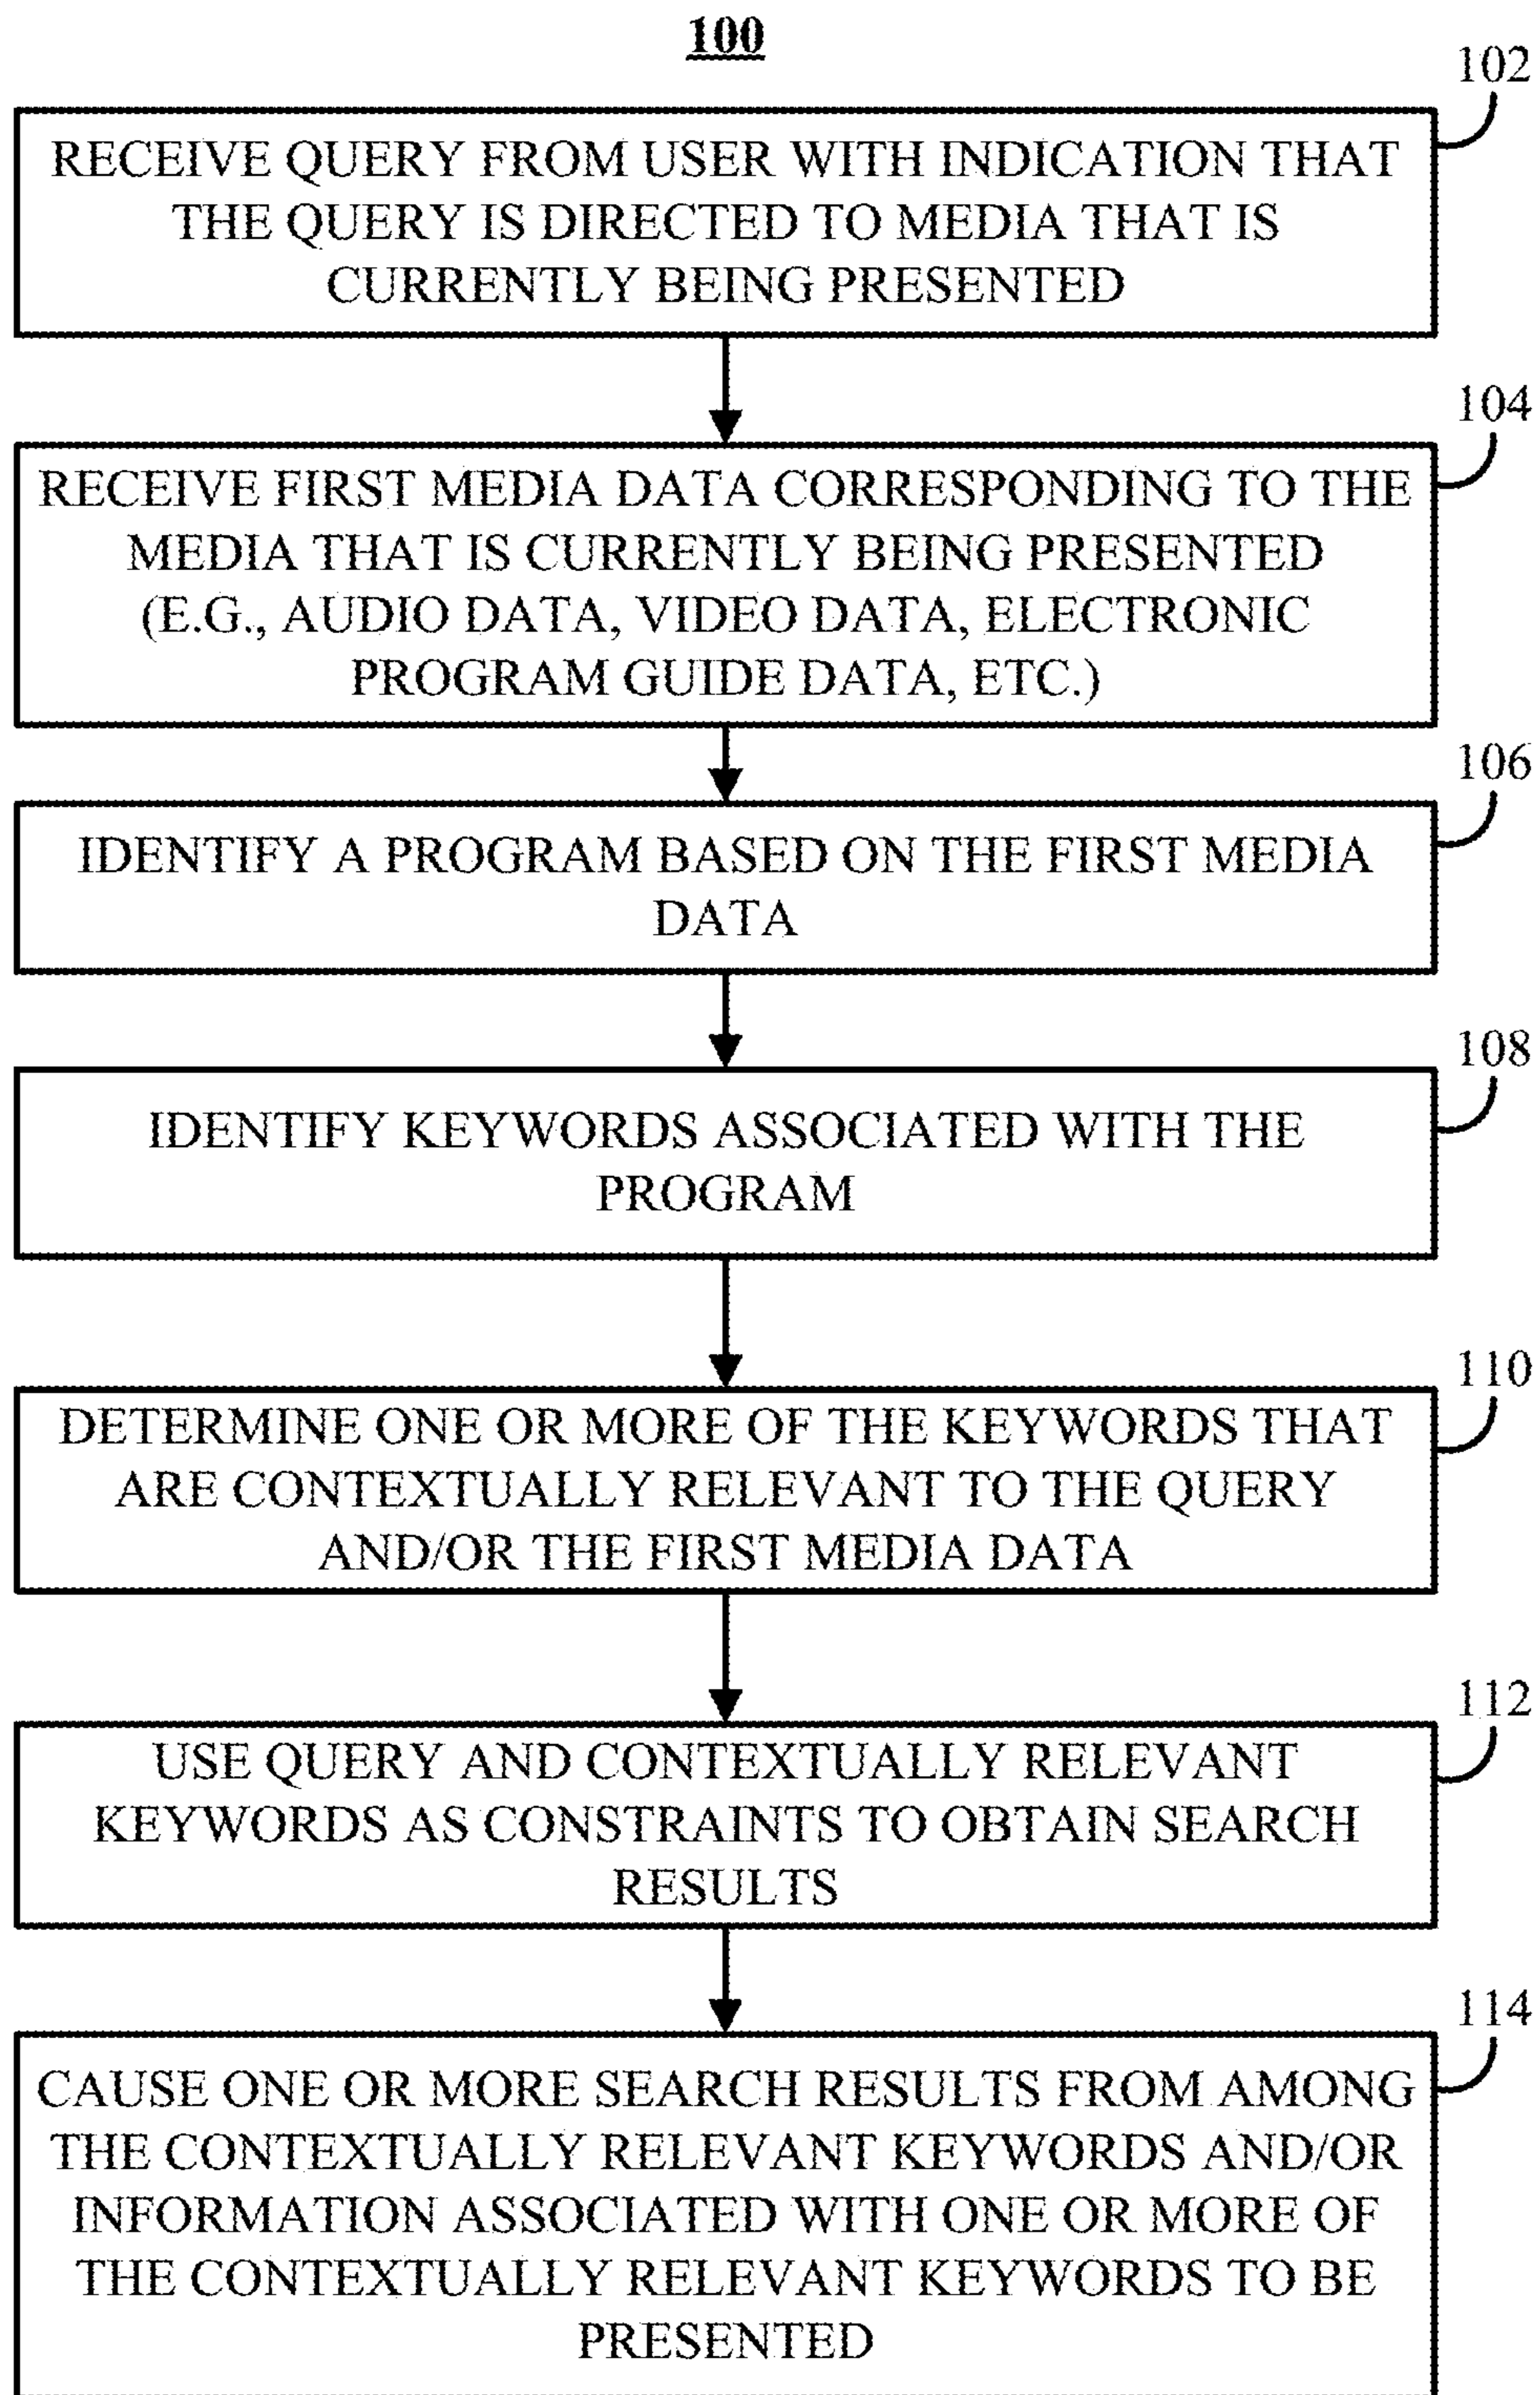 100
102
RECEIVE QUERY FROM USER WITH INDICATION THAT
THE QUERY IS DIRECTED TO MEDIA THAT IS
CURRENTLY BEING PRESENTED
104
RECEIVE FIRST MEDIA DATA CORRESPONDING TO THE
MEDIA THAT IS CURRENTLY BEING PRESENTED
(E.G., AUDIO DATA, VIDEO DATA, ELECTRONIC
PROGRAM GUIDE DATA, ETC.)
106
IDENTIFY A PROGRAM BASED ON THE FIRST MEDIA
DATA
108
IDENTIFY KEYWORDS ASSOCIATED WITH THE
PROGRAM
110
DETERMINE ONE OR MORE OF THE KEYWORDS THAT
ARE CONTEXTUALLY RELEVANT TO THE QUERY
AND/OR THE FIRST MEDIA DATA
112
USE QUERY AND CONTEXTUALLY RELEVANT
KEYWORDS AS CONSTRAINTS TO OBTAIN SEARCH
RESULTS
114
CAUSE ONE OR MORE SEARCH RESULTS FROM AMONG
THE CONTEXTUALLY RELEVANT KEYWORDS AND/OR
INFORMATION ASSOCIATED WITH ONE OR MORE OF
THE CONTEXTUALLY RELEVANT KEYWORDS TO BE
PRESENTED